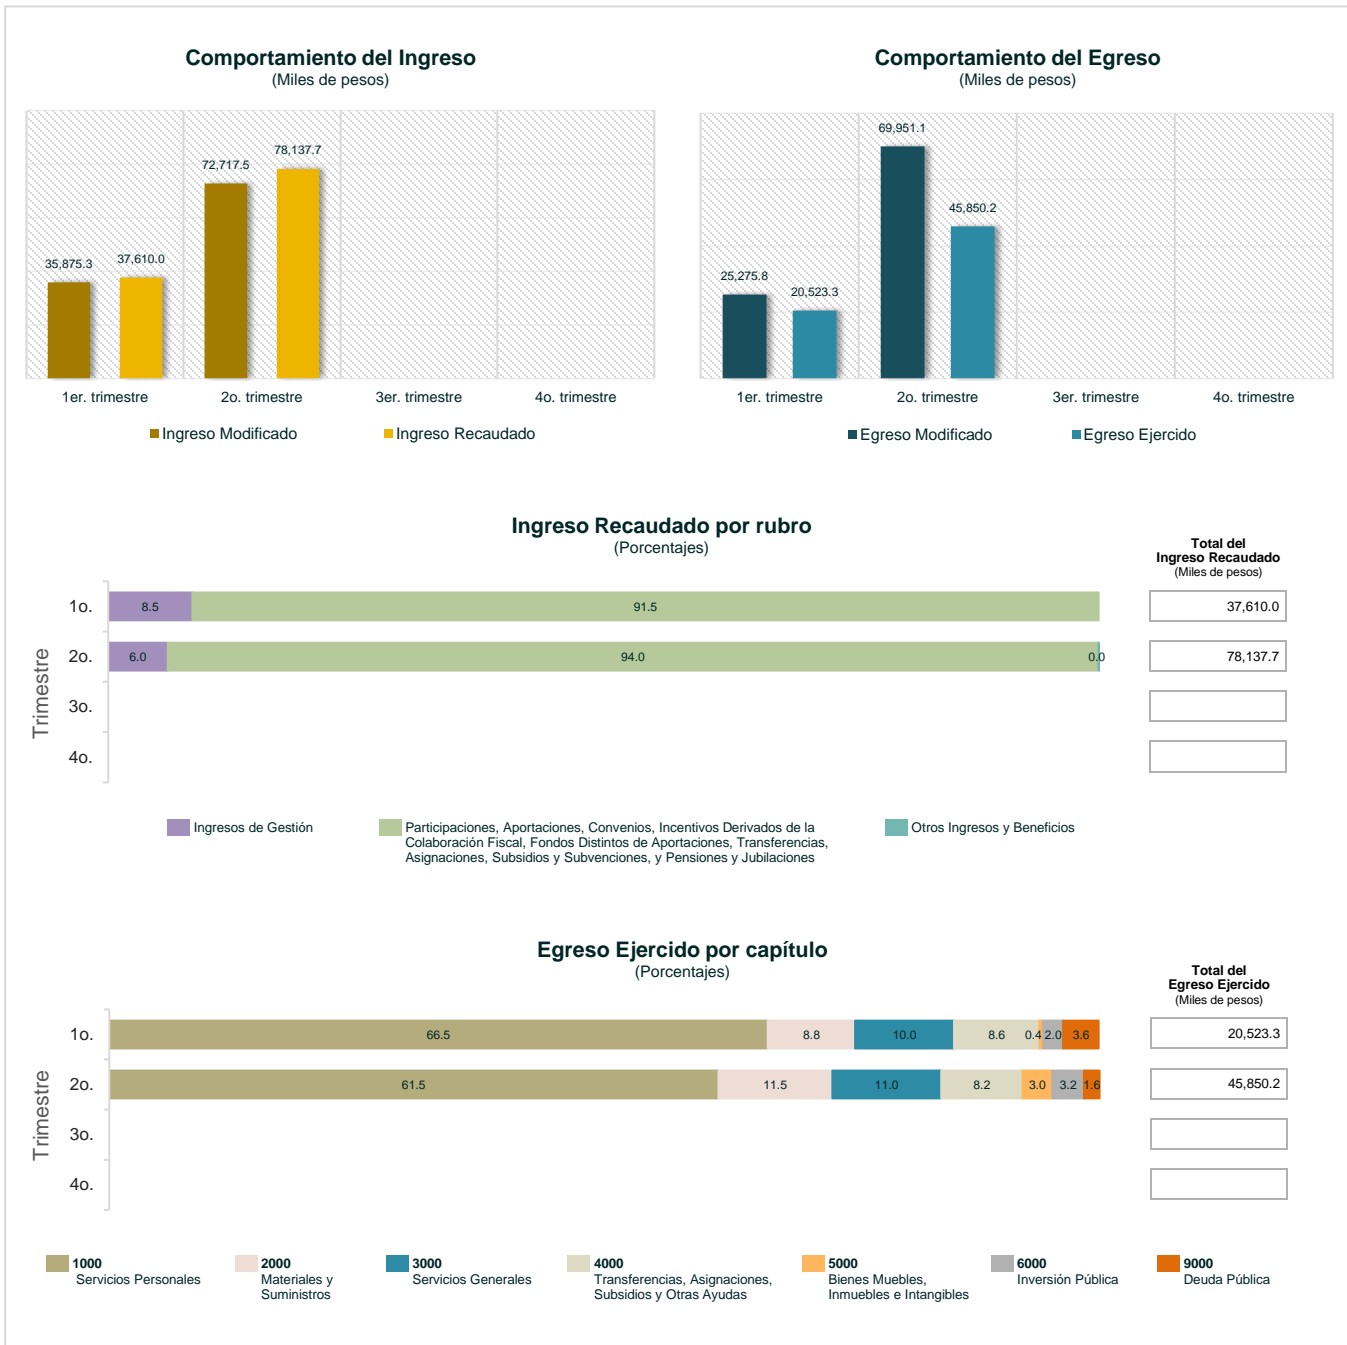 Comportamiento del Ingreso
(Miles de pesos)
35,875.3
37,610.0
72,717.5
78,137.7
1er. trimestre
2o. trimestre
3er. trimestre
4o. trimestre
Ingreso Modificado
Ingreso Recaudado
Comportamiento del Egreso
(Miles de pesos)
25,275.8
20,523.3
69,951.1
45,850.2
1er. trimestre
2o. trimestre
3er. trimestre
4o. trimestre
Egreso Modificado
Egreso Ejercido
Ingreso Recaudado por rubro
(Porcentajes)
Total del
Ingreso Recaudado
(Miles de pesos)
Trimestre
1o.
8.5
91.5
37,610.0
2o.
6.0
94.0
0.0
78,137.7
3o.
4o.
Ingresos de Gestión
Participaciones, Aportaciones, Convenios, Incentivos Derivados de la
Colaboración Fiscal, Fondos Distintos de Aportaciones, Transferencias,
Asignaciones, Subsidios y Subvenciones, y Pensiones y Jubilaciones
Otros Ingresos y Beneficios
Egreso Ejercido por capítulo
(Porcentajes)
Total del
Egreso Ejercido
(Miles de pesos)
Trimestre
1o.
66.5
8.8
10.0
8.6
0.4
2.0
3.6
20,523.3
2o.
61.5
11.5
11.0
8.2
3.0
3.2
1.6
45,850.2
3o.
4o.
1000
Servicios Personales
2000
Materiales y
Suministros
3000
Servicios Generales
4000
Transferencias, Asignaciones,
Subsidios y Otras Ayudas
5000
Bienes Muebles,
Inmuebles e Intangibles
6000
Inversión Pública
9000
Deuda Pública